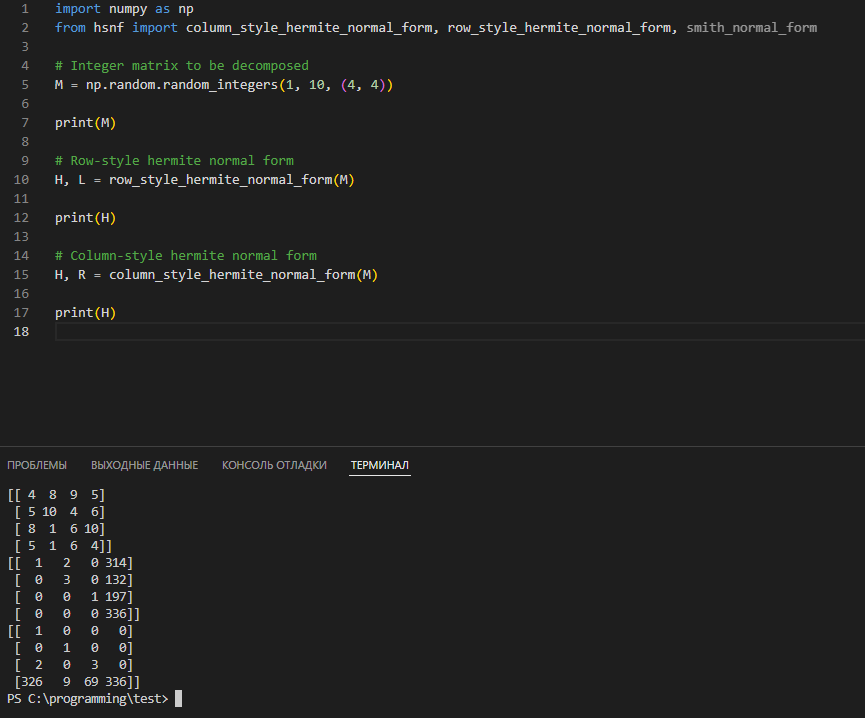 1 import numpy as np
2 from hsnf import column_style_hermite_normal_form, row_style_hermite_normal_form, smith_normal_form
3
4 # Integer matrix to be decomposed
5 M = np.random.random_integers(1, 10, (4, 4))
6
7 print(M)
8
9 # Row-style hermite normal form
10 H, L = row_style_hermite_normal_form(M)
11
12 print(H)
13
14 # Column-style hermite normal form
15 H, R = column_style_hermite_normal_form(M)
16
17 print(H)
18
ПРОБЛЕМЫ ВЫХОДНЫЕ ДАННЫЕ КОНСОЛЬ ОТЛАДКИ ТЕРМИНАЛ
[[ 4  8  9  5]
 [ 5 10  4  6]
 [ 8  1  6 10]
 [ 5  1  6  4]]
[[  1   2   0 314]
 [  0   3   0 132]
 [  0   0   1 197]
 [  0   0   0 336]]
[[  1   0   0   0]
 [  0   1   0   0]
 [  2   0   3   0]
 [326   9  69 336]]
PS C:\programming\test>